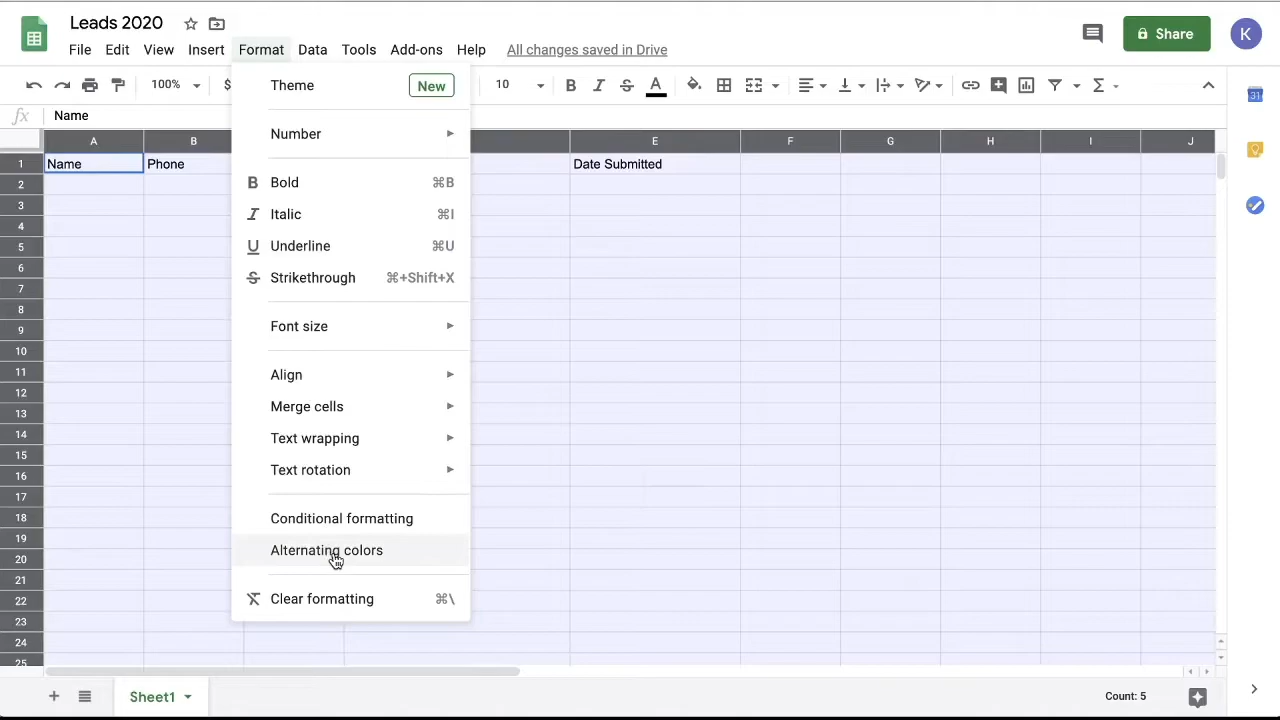 Leads 2020
File Edit View Insert Format Data Tools Add-ons Help All changes saved in Drive
Share
K
100% $ 10 B I S A Σ
31
fx Name
A B E F G H I J
1 Name Phone Date Submitted
2
3
4
5
6
7
8
9
10
11
12
13
14
15
16
17
18
19
20
21
22
23
24
25
Theme New
Number
B Bold ⌘B
I Italic ⌘I
U Underline ⌘U
S Strikethrough ⌘+Shift+X
Font size
Align
Merge cells
Text wrapping
Text rotation
Conditional formatting
Alternating colors
Clear formatting ⌘\
+ Sheet1 Count: 5